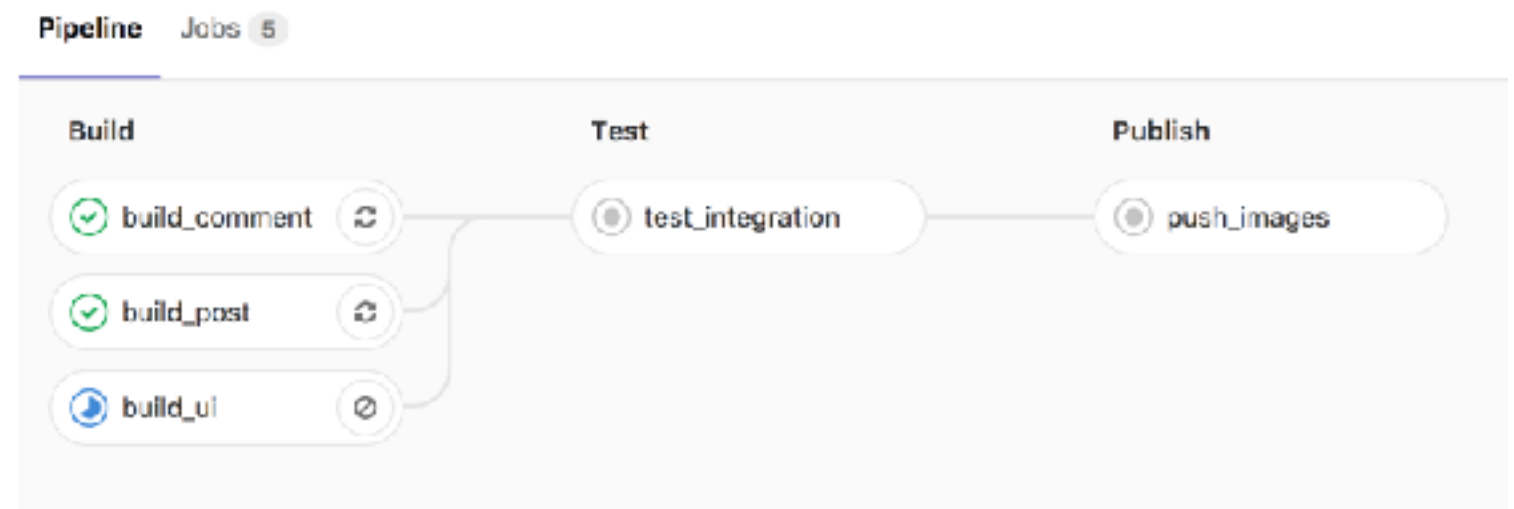 Pipeline Jobs 5
Build Test Publish
build_comment test_integration push_images
build_post
build_ui